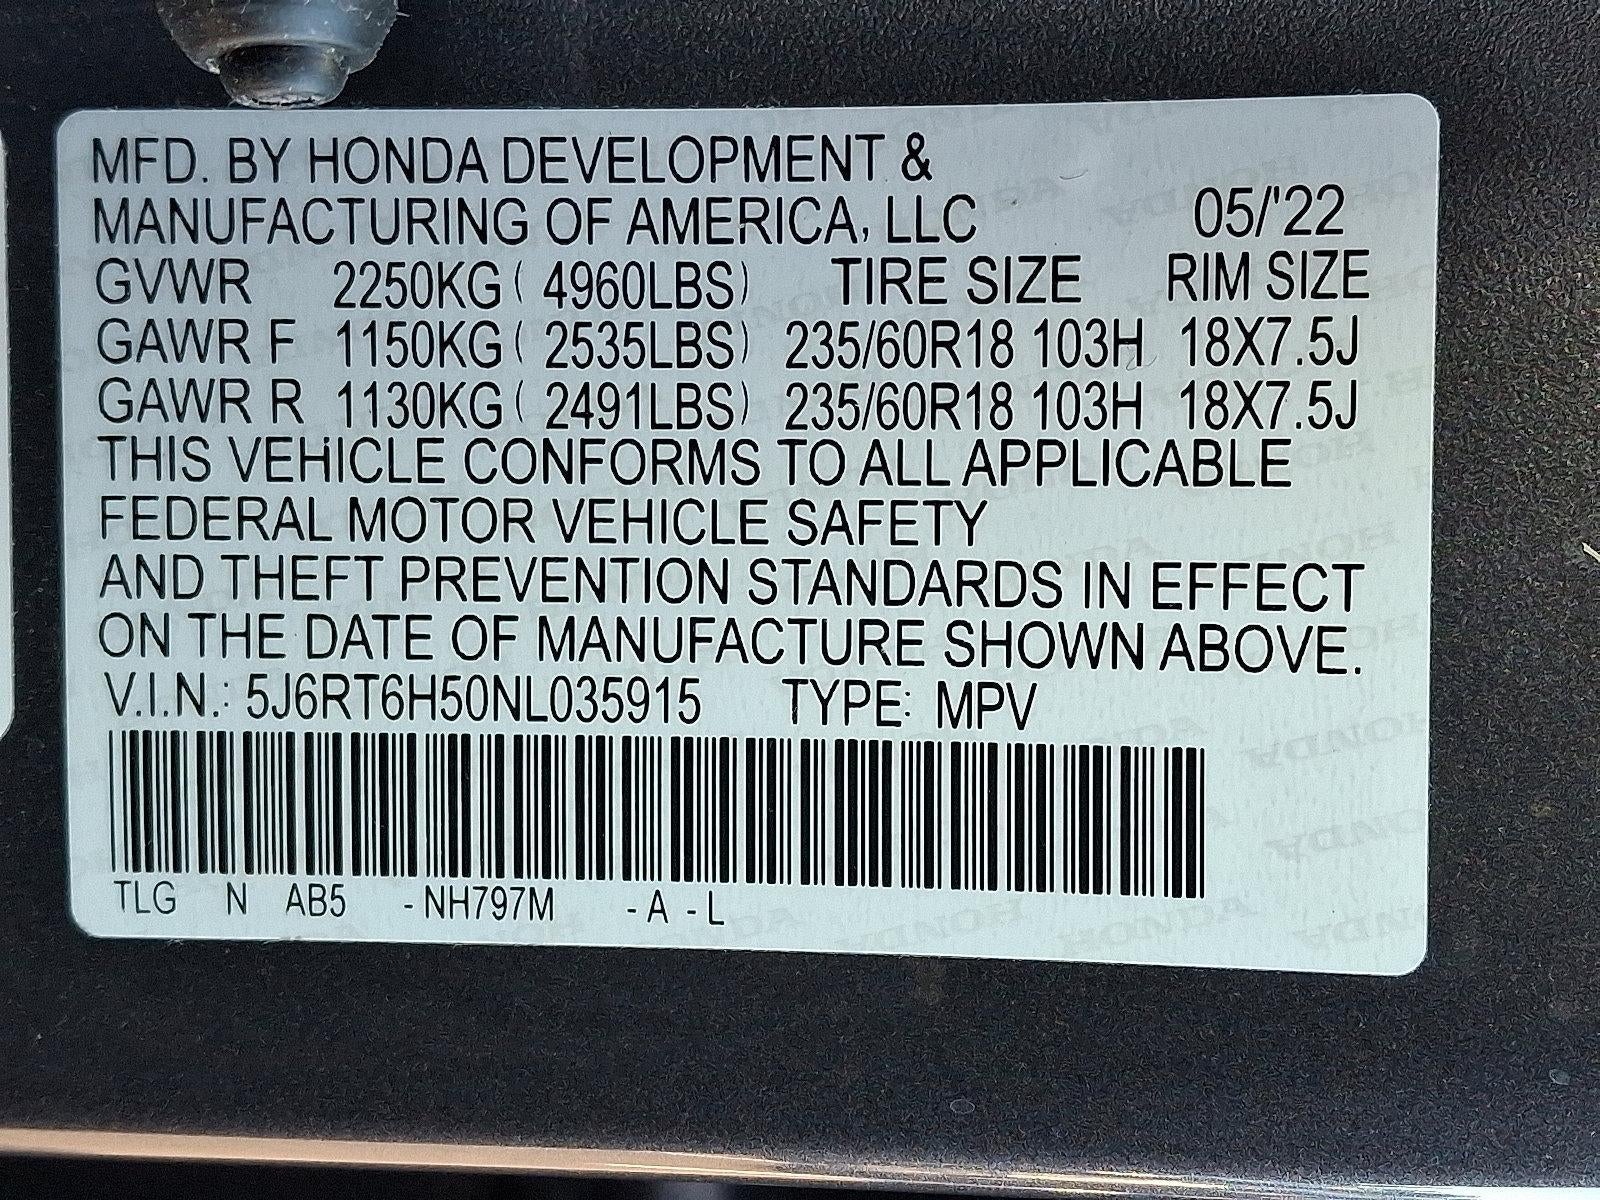 MFD. BY HONDA DEVELOPMENT &
MANUFACTURING OF AMERICA, LLC 05/'22
GVWR 2250KG ( 4960LBS) TIRE SIZE RIM SIZE
GAWR F 1150KG ( 2535LBS) 235/60R18 103H 18X7.5J
GAWR R 1130KG ( 2491LBS) 235/60R18 103H 18X7.5J
THIS VEHICLE CONFORMS TO ALL APPLICABLE
FEDERAL MOTOR VEHICLE SAFETY
AND THEFT PREVENTION STANDARDS IN EFFECT
ON THE DATE OF MANUFACTURE SHOWN ABOVE.
V.I.N.: 5J6RT6H50NL035915 TYPE: MPV
TLG N AB5 - NH797M - A - L